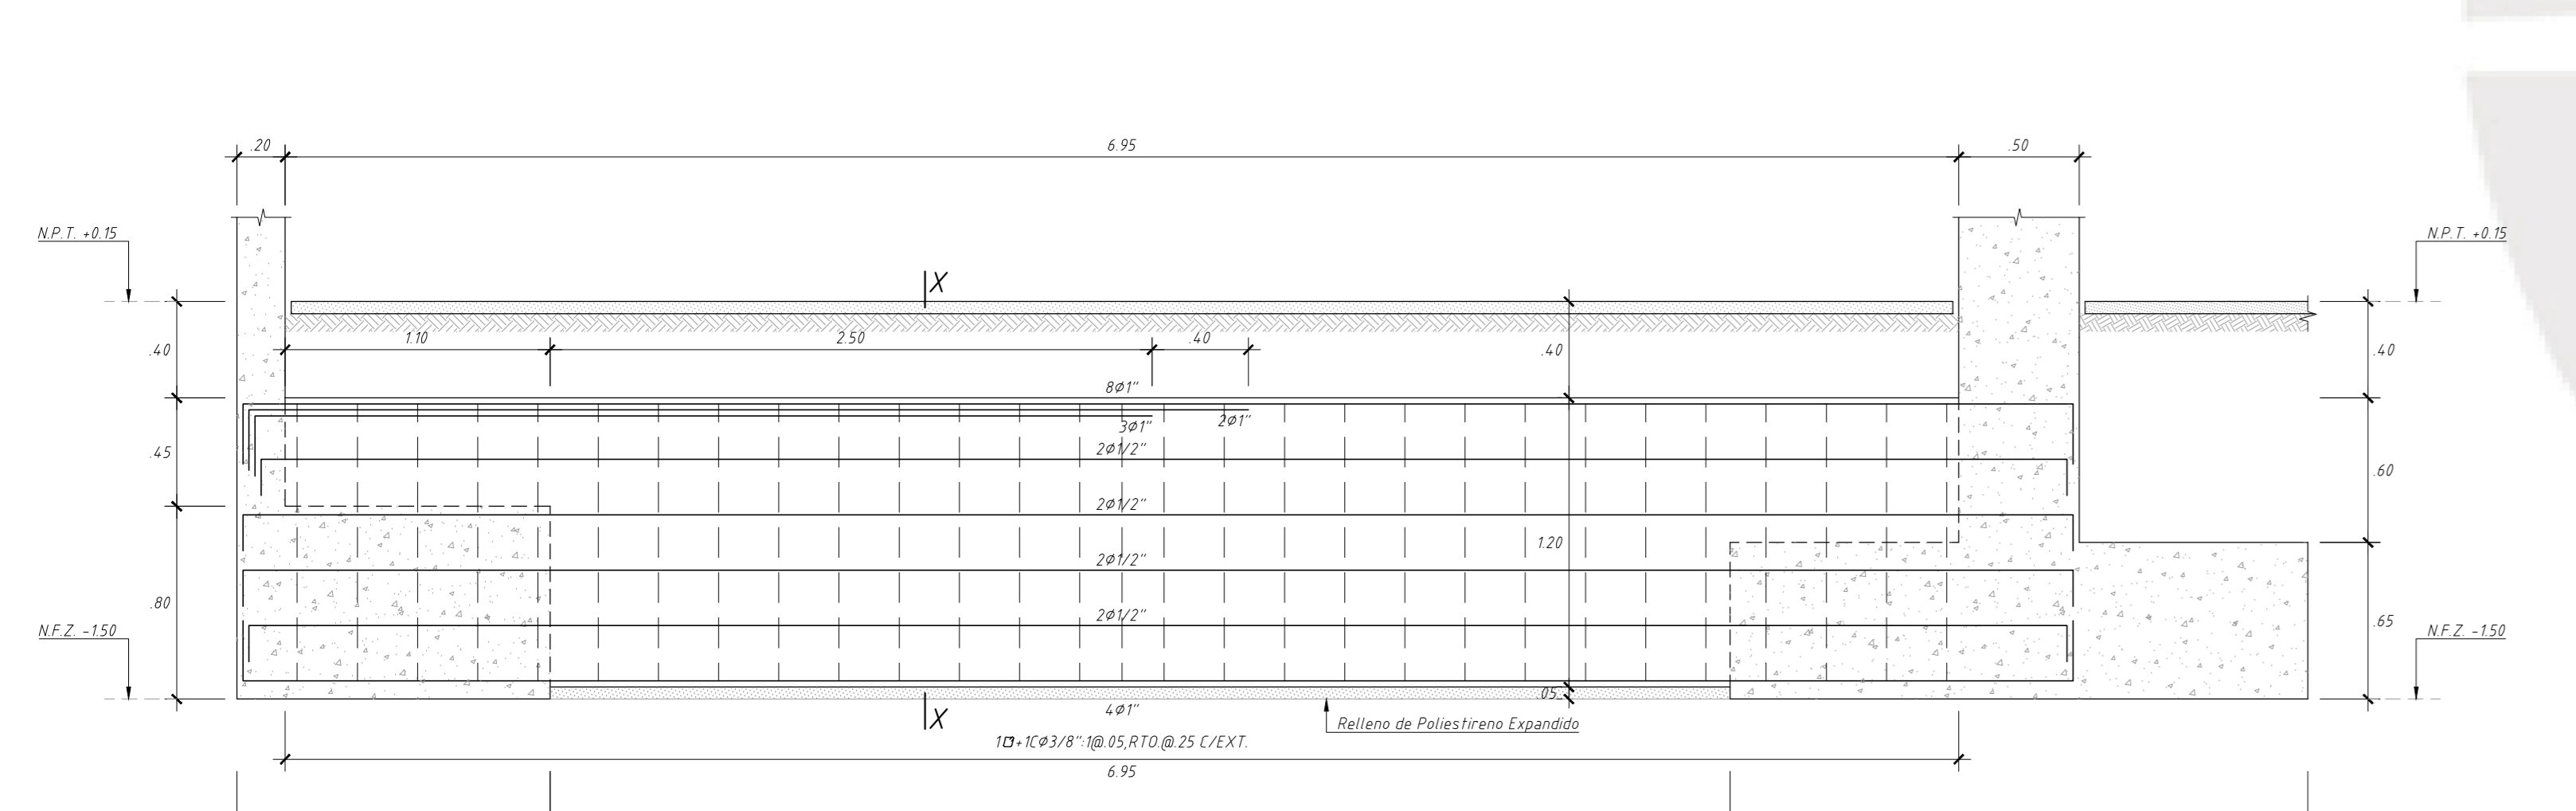 .20
6.95
.50
N.P.T. +0.15
N.P.T. +0.15
X
1.10
2.50
.40
.40
.40
.40
8Ø1"
3Ø1"
2Ø1"
2Ø1/2"
.45
.60
2Ø1/2"
1.20
2Ø1/2"
.80
2Ø1/2"
.65
N.F.Z. -1.50
N.F.Z. -1.50
.05
4Ø1"
X
Relleno de Poliestireno Expandido
+1CØ3/8":1@.05,RTO.@.25 C/EXT.
6.95